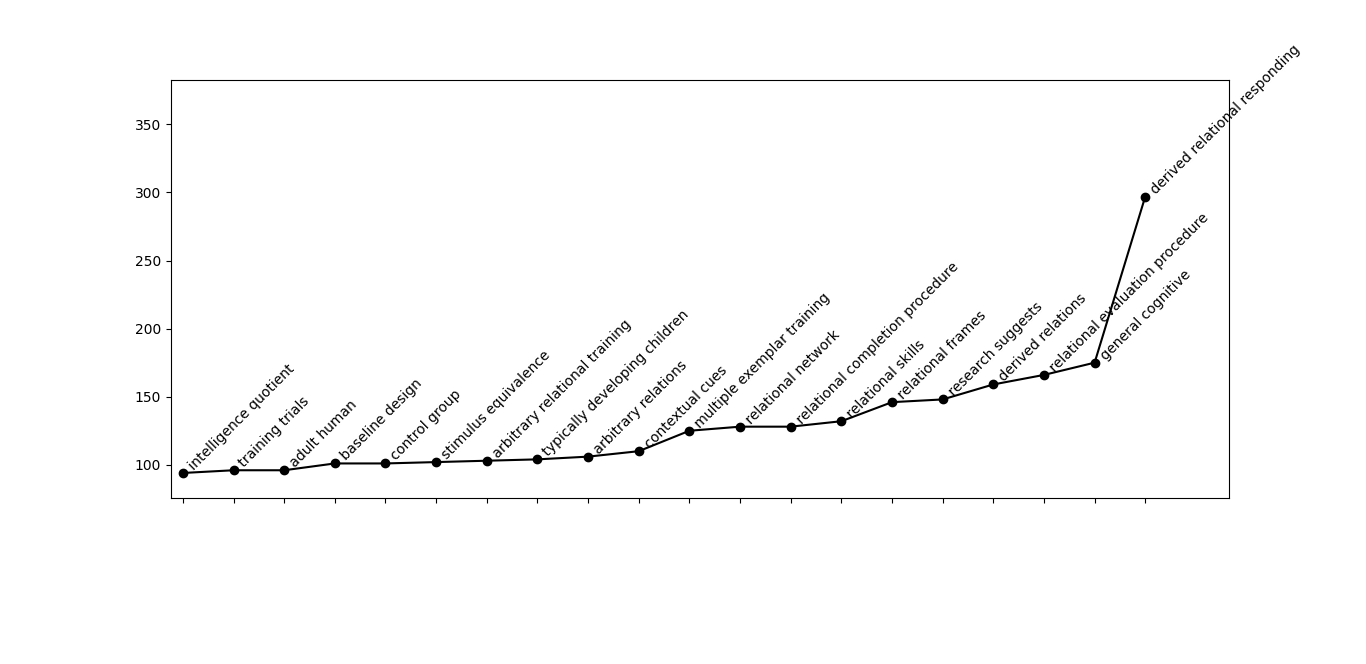 350
300
250
200
150
100
intelligence quotient
training trials
adult human
baseline design
control group
stimulus equivalence
arbitrary relational training
typically developing children
arbitrary relations
contextual cues
multiple exemplar training
relational network
relational completion procedure
relational skills
relational frames
research suggests
derived relations
relational evaluation procedure
general cognitive
derived relational responding